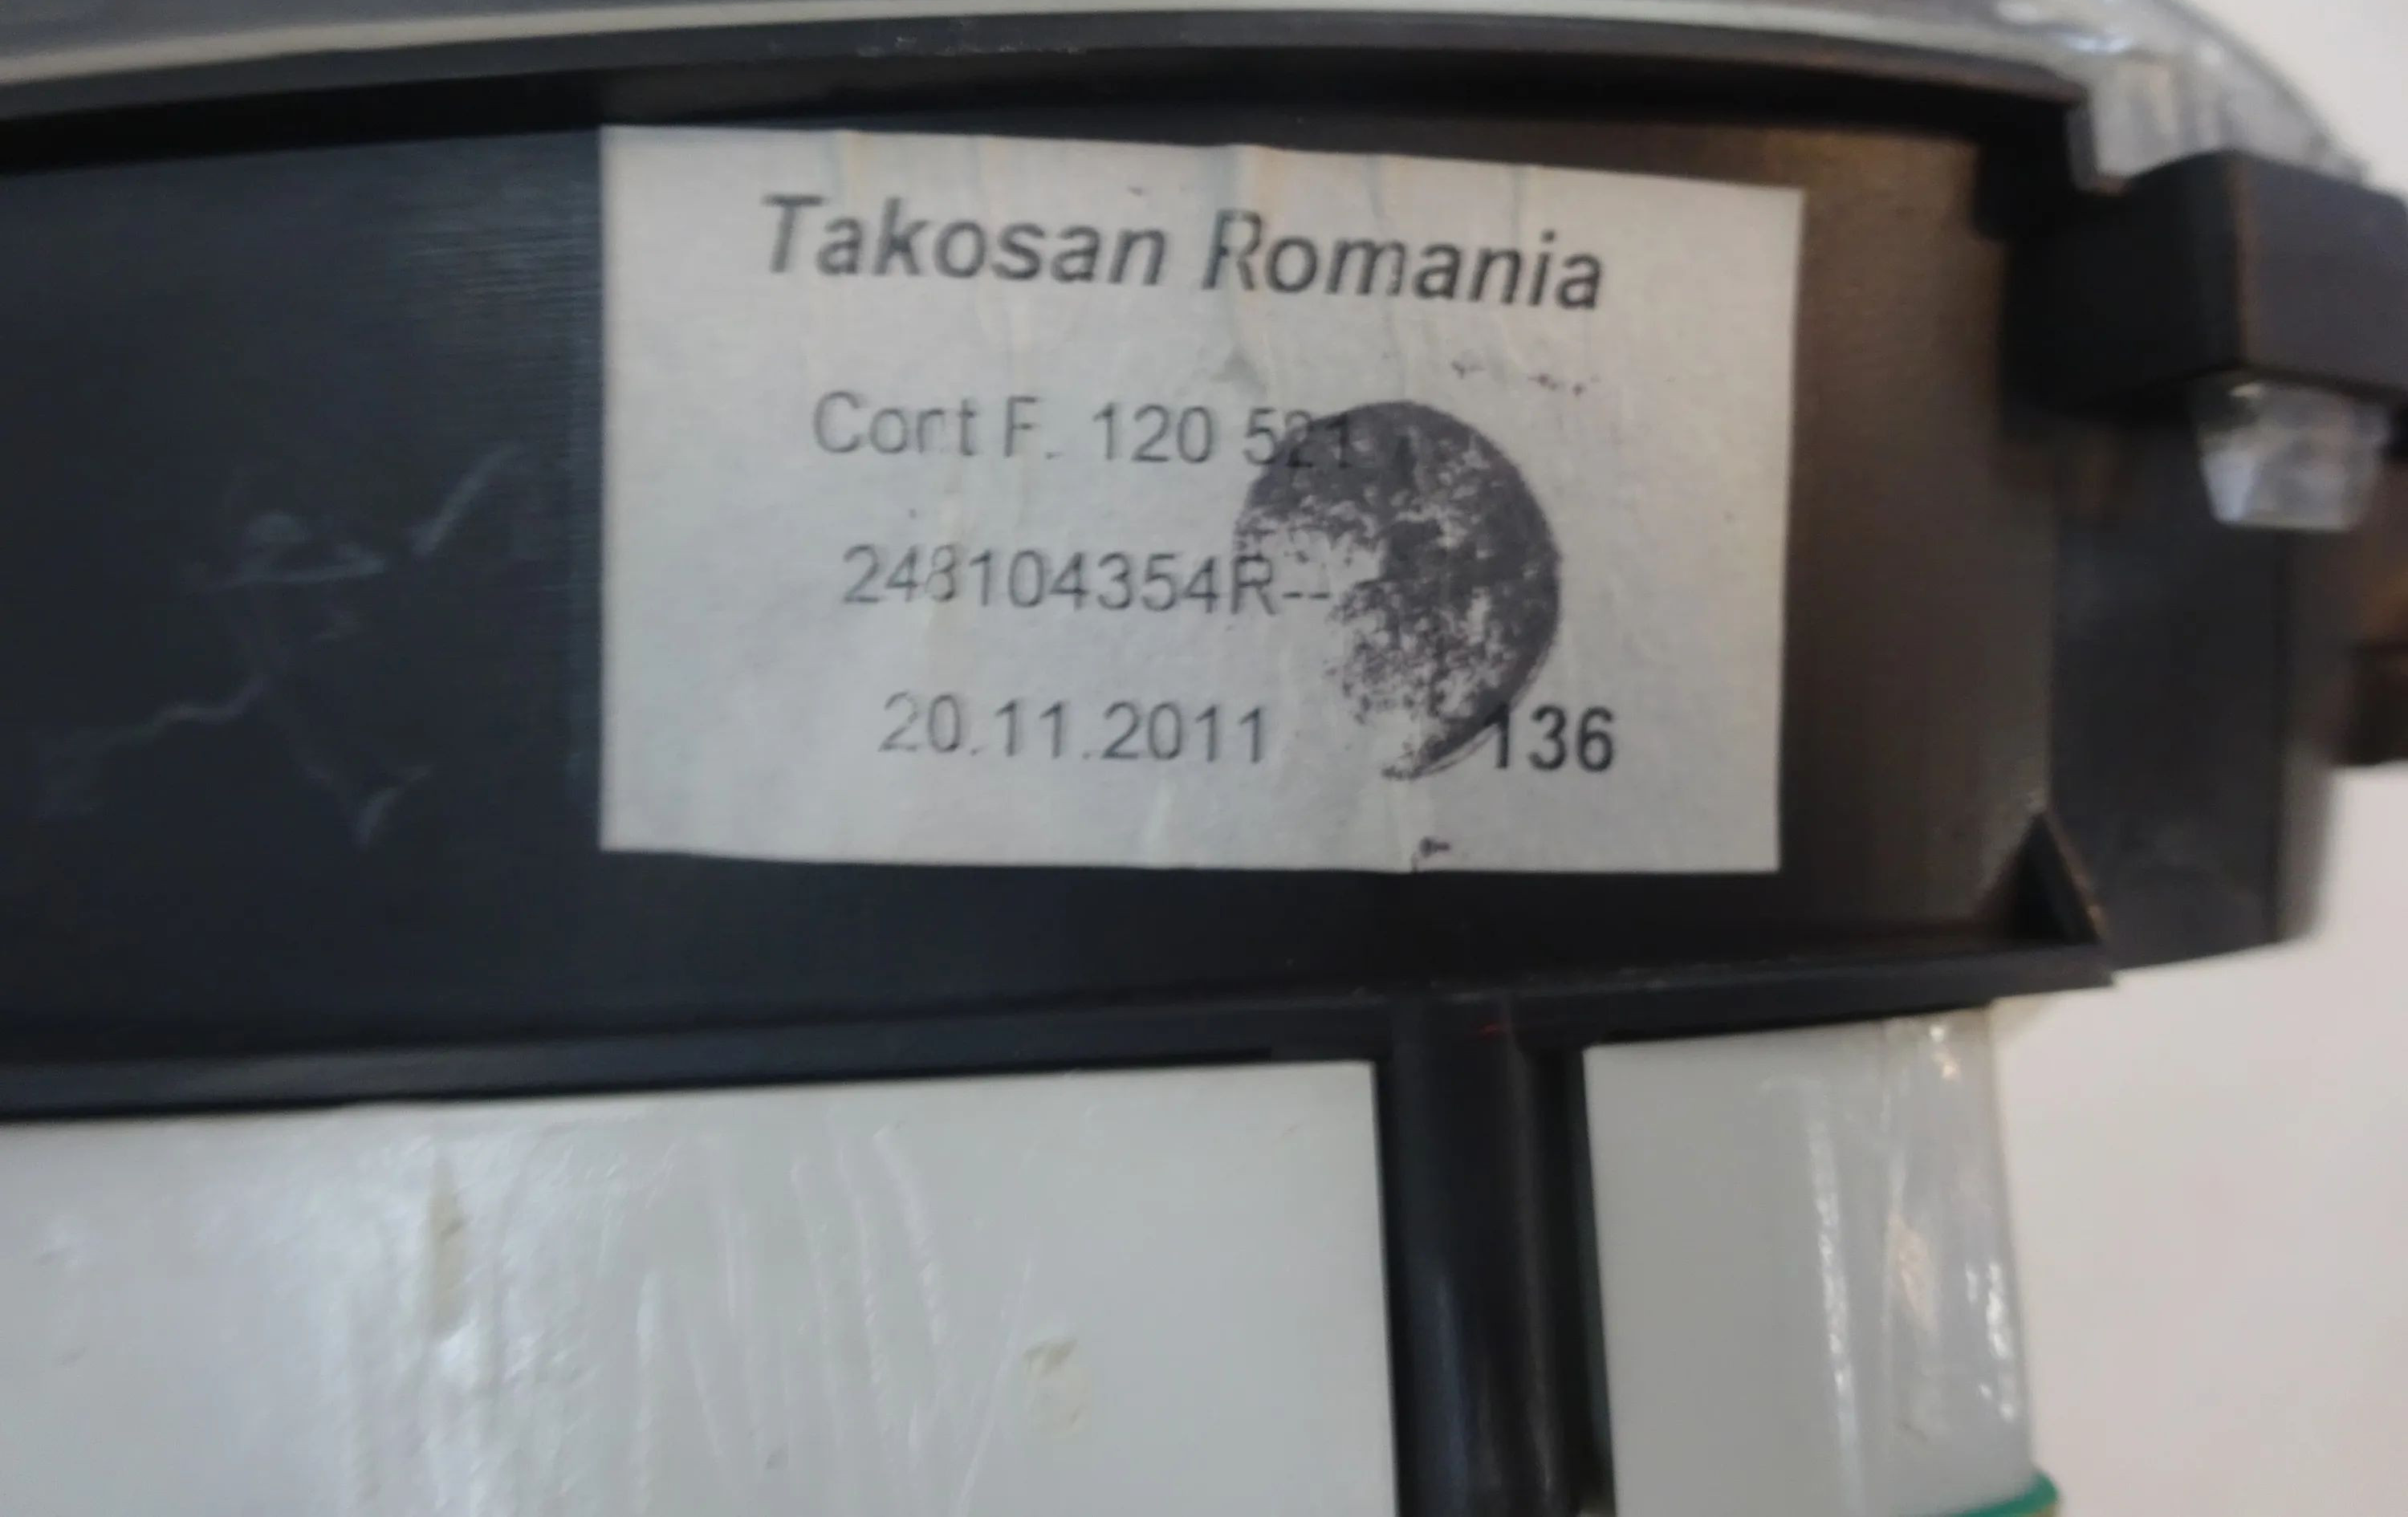 Takosan Romania
Cort F. 120 521
248104354R--
20.11.2011 136